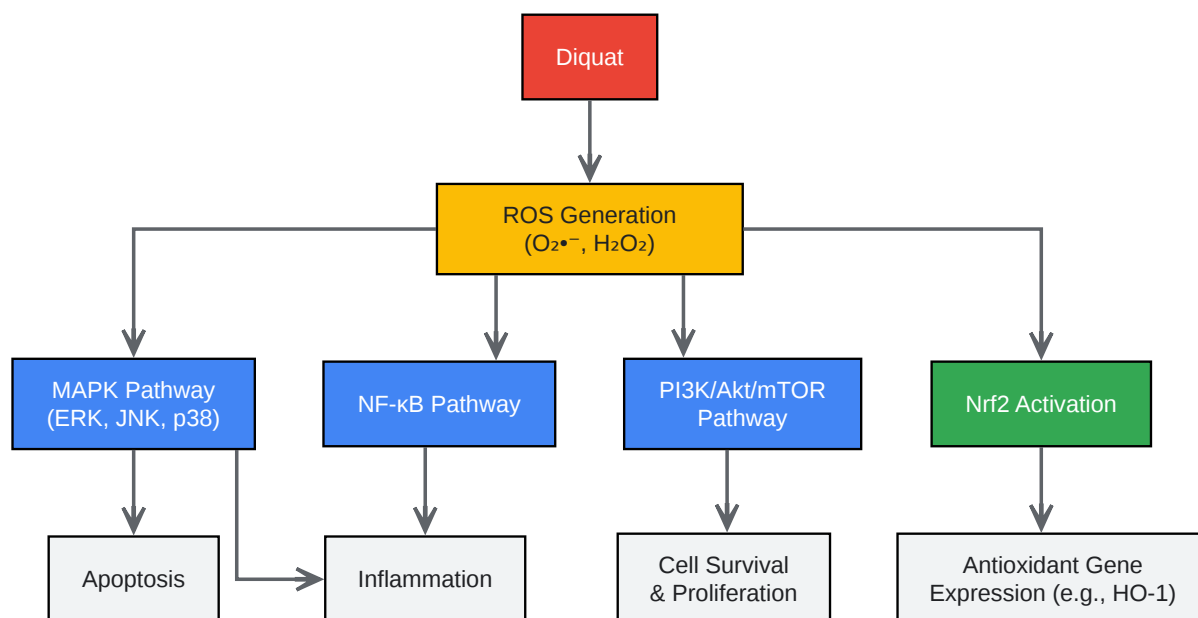 Diquat
ROS Generation
(O₂•⁻, H₂O₂)
MAPK Pathway
(ERK, JNK, p38)
NF-κB Pathway
PI3K/Akt/mTOR
Pathway
Nrf2 Activation
Apoptosis
Inflammation
Cell Survival
& Proliferation
Antioxidant Gene
Expression (e.g., HO-1)